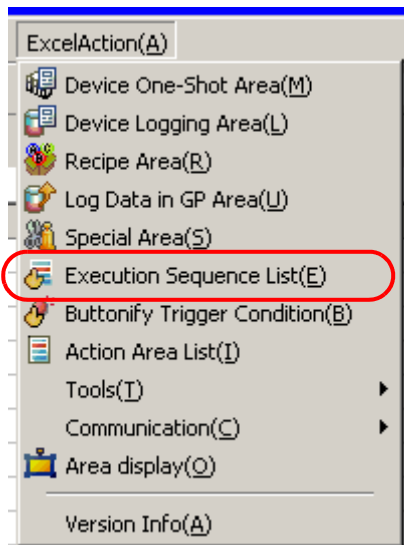 ExcelAction(A)
Device One-Shot Area(M)
Device Logging Area(L)
Recipe Area(R)
Log Data in GP Area(U)
Special Area(S)
Execution Sequence List(E)
Buttonify Trigger Condition(B)
Action Area List(I)
Tools(T)
Communication(C)
Area display(O)
Version Info(A)